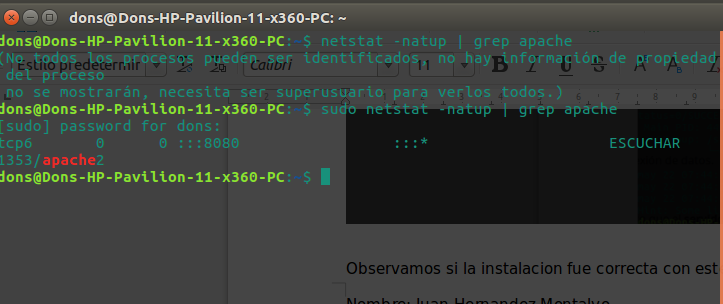 dons@Dons-HP-Pavilion-11-x360-PC: ~
dons@Dons-HP-Pavilion-11-x360-PC:~$ netstat -natup | grep apache
(No todos los procesos pueden ser identificados, no hay información de propiedad
del proceso
no se mostrarán, necesita ser superusuario para verlos todos.)
dons@Dons-HP-Pavilion-11-x360-PC:~$ sudo netstat -natup | grep apache
[sudo] password for dons:
tcp6 0 0 :::8080 :::* ESCUCHAR
1353/apache2
dons@Dons-HP-Pavilion-11-x360-PC:~$
Estilo predeterminado
Calibri
11
Observamos si la instalacion fue correcta con est
Nombre: Juan Hernandez Montalvo